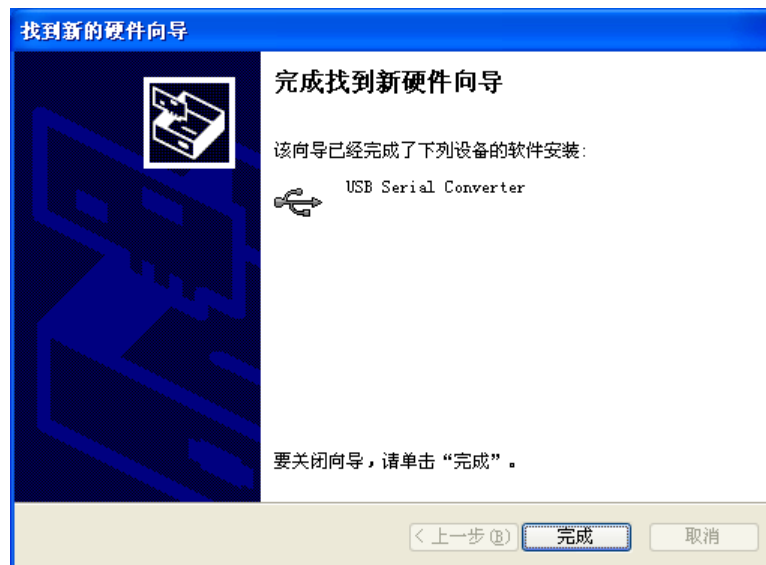 找到新的硬件向导
完成找到新硬件向导
该向导已经完成了下列设备的软件安装:
USB Serial Converter
要关闭向导，请单击“完成”。
<上一步(B) 完成 取消